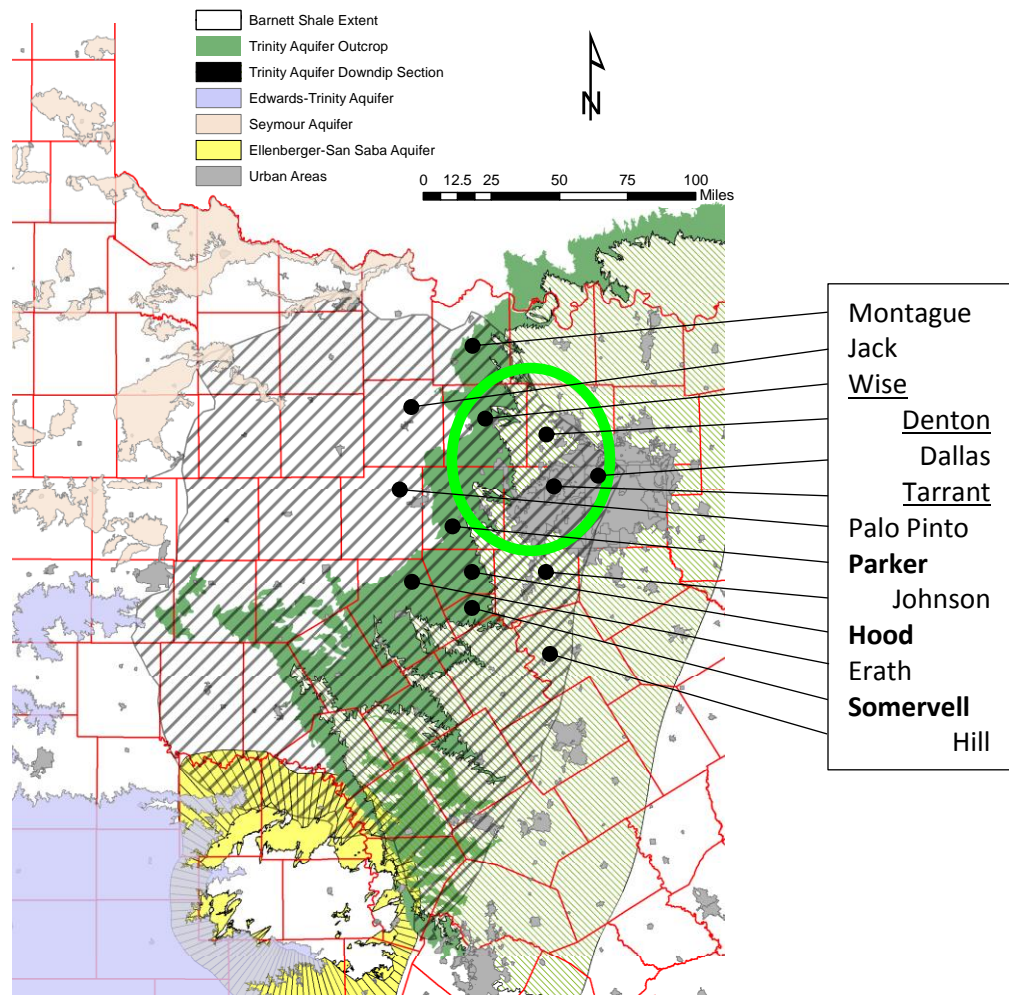 Barnett Shale Extent
Trinity Aquifer Outcrop
Trinity Aquifer Downdip Section
Edwards-Trinity Aquifer
Seymour Aquifer
Ellenberger-San Saba Aquifer
Urban Areas
N
0 12.5 25 50 75 100
Miles
Montague
Jack
Wise
Denton
Dallas
Tarrant
Palo Pinto
Parker
Johnson
Hood
Erath
Somervell
Hill